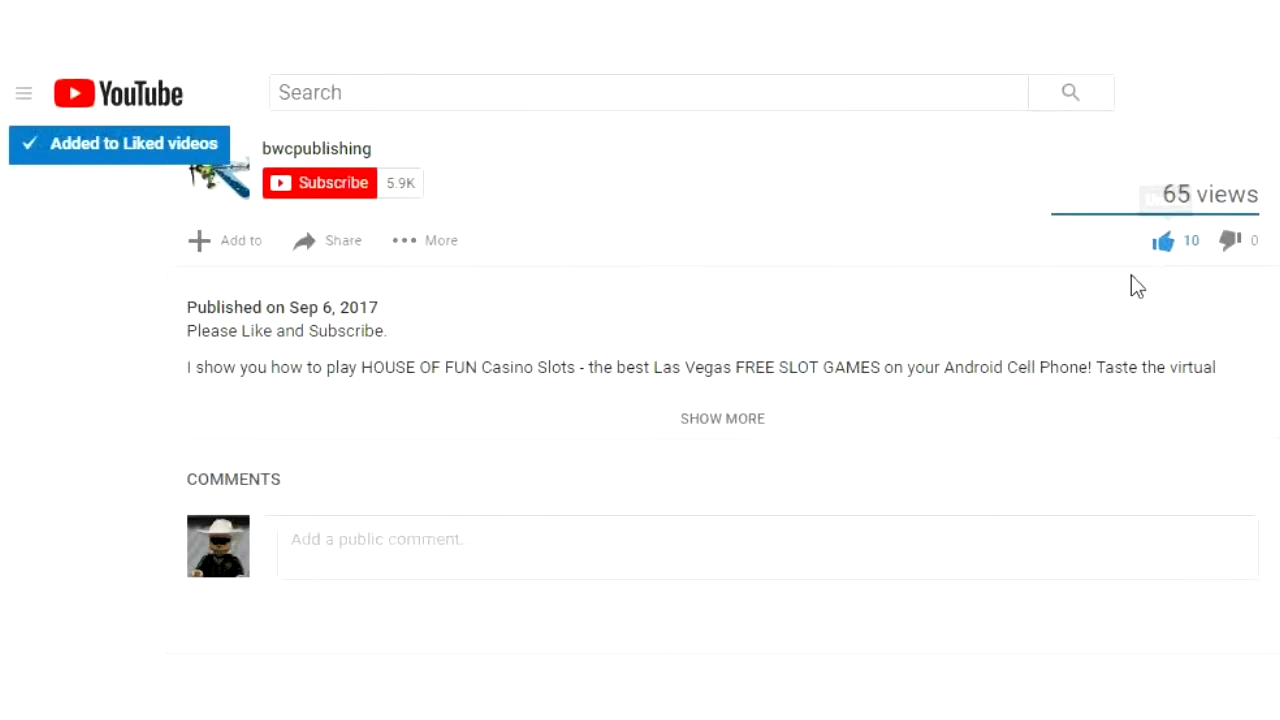 YouTube
Search
Added to Liked videos
bwcpublishing
Subscribe 5.9K
65 views
Add to Share More
10 0
Published on Sep 6, 2017
Please Like and Subscribe.
I show you how to play HOUSE OF FUN Casino Slots - the best Las Vegas FREE SLOT GAMES on your Android Cell Phone! Taste the virtual
SHOW MORE
COMMENTS
Add a public comment.